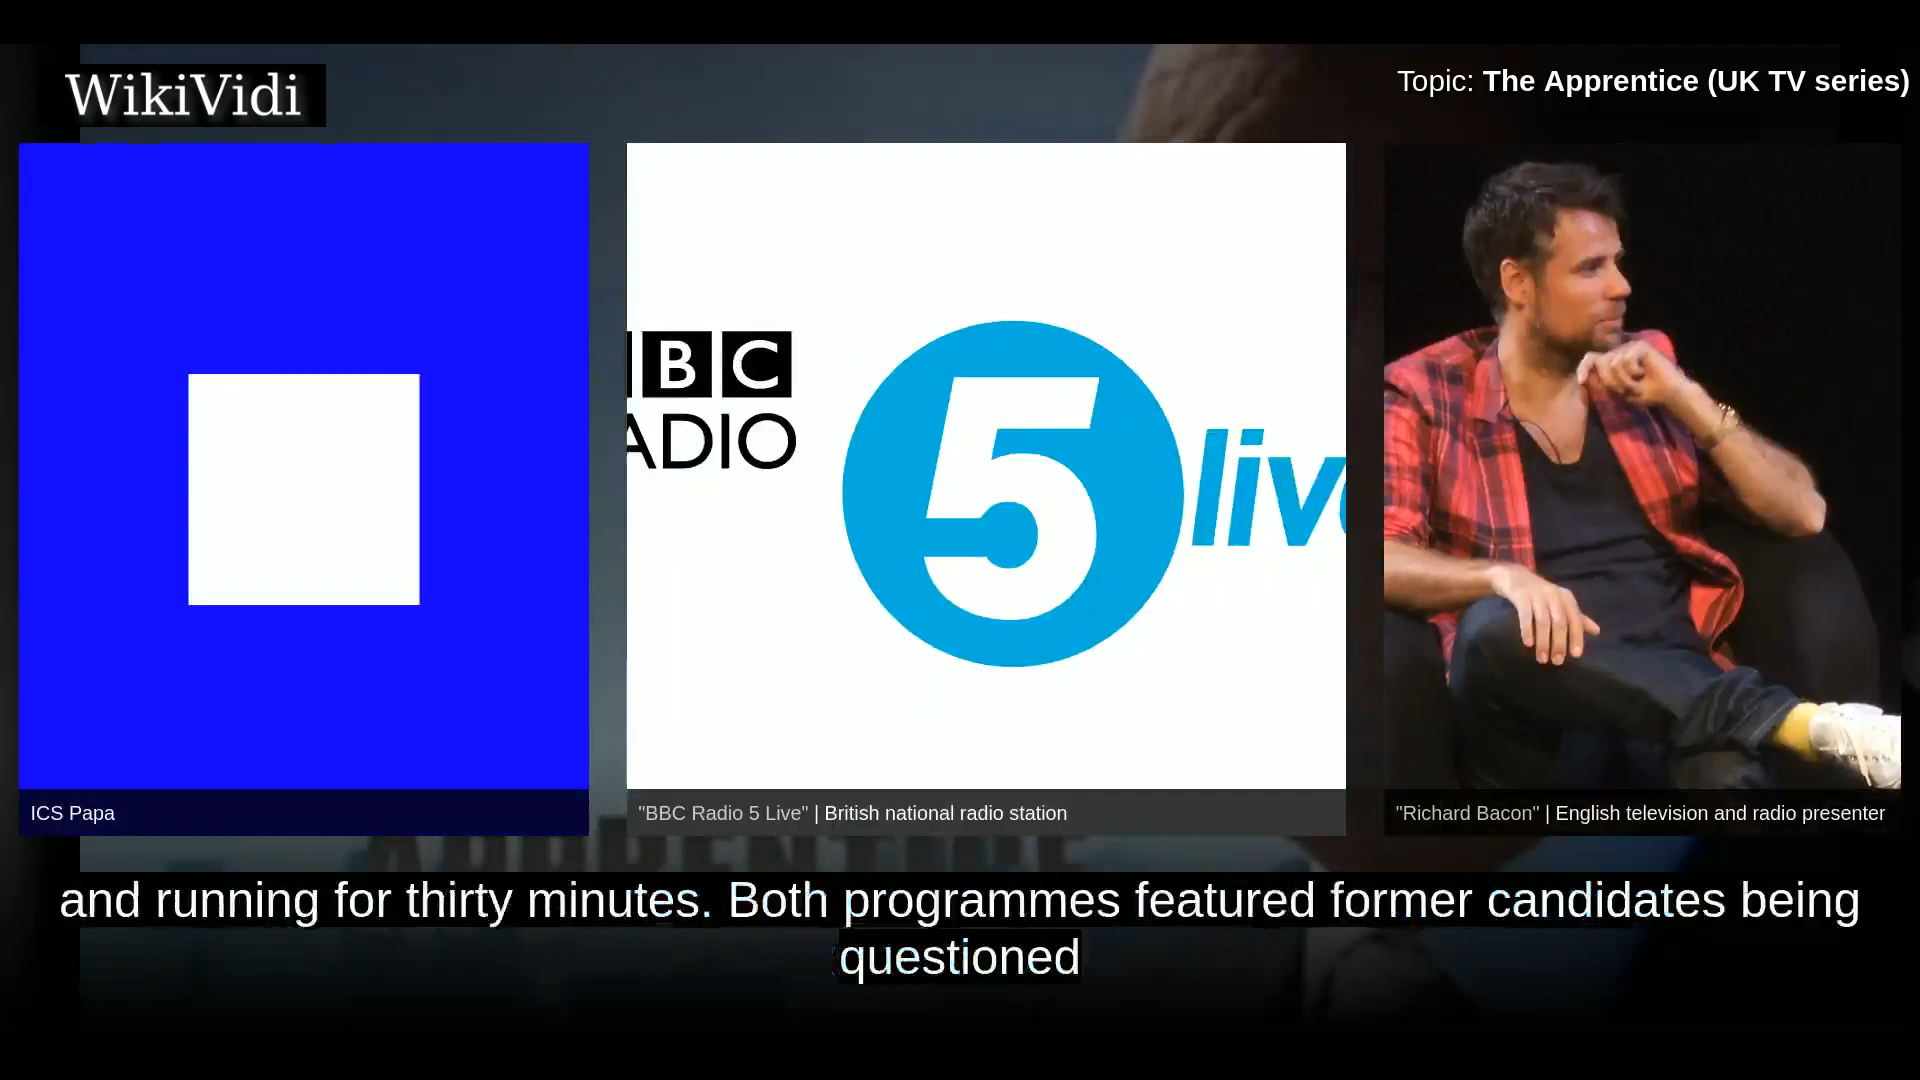 WikiVidi
Topic: The Apprentice (UK TV series)
BBC
ADIO
5
live
ICS Papa
"BBC Radio 5 Live" | British national radio station
"Richard Bacon" | English television and radio presenter
APPRENTICE
and running for thirty minutes. Both programmes featured former candidates being
questioned